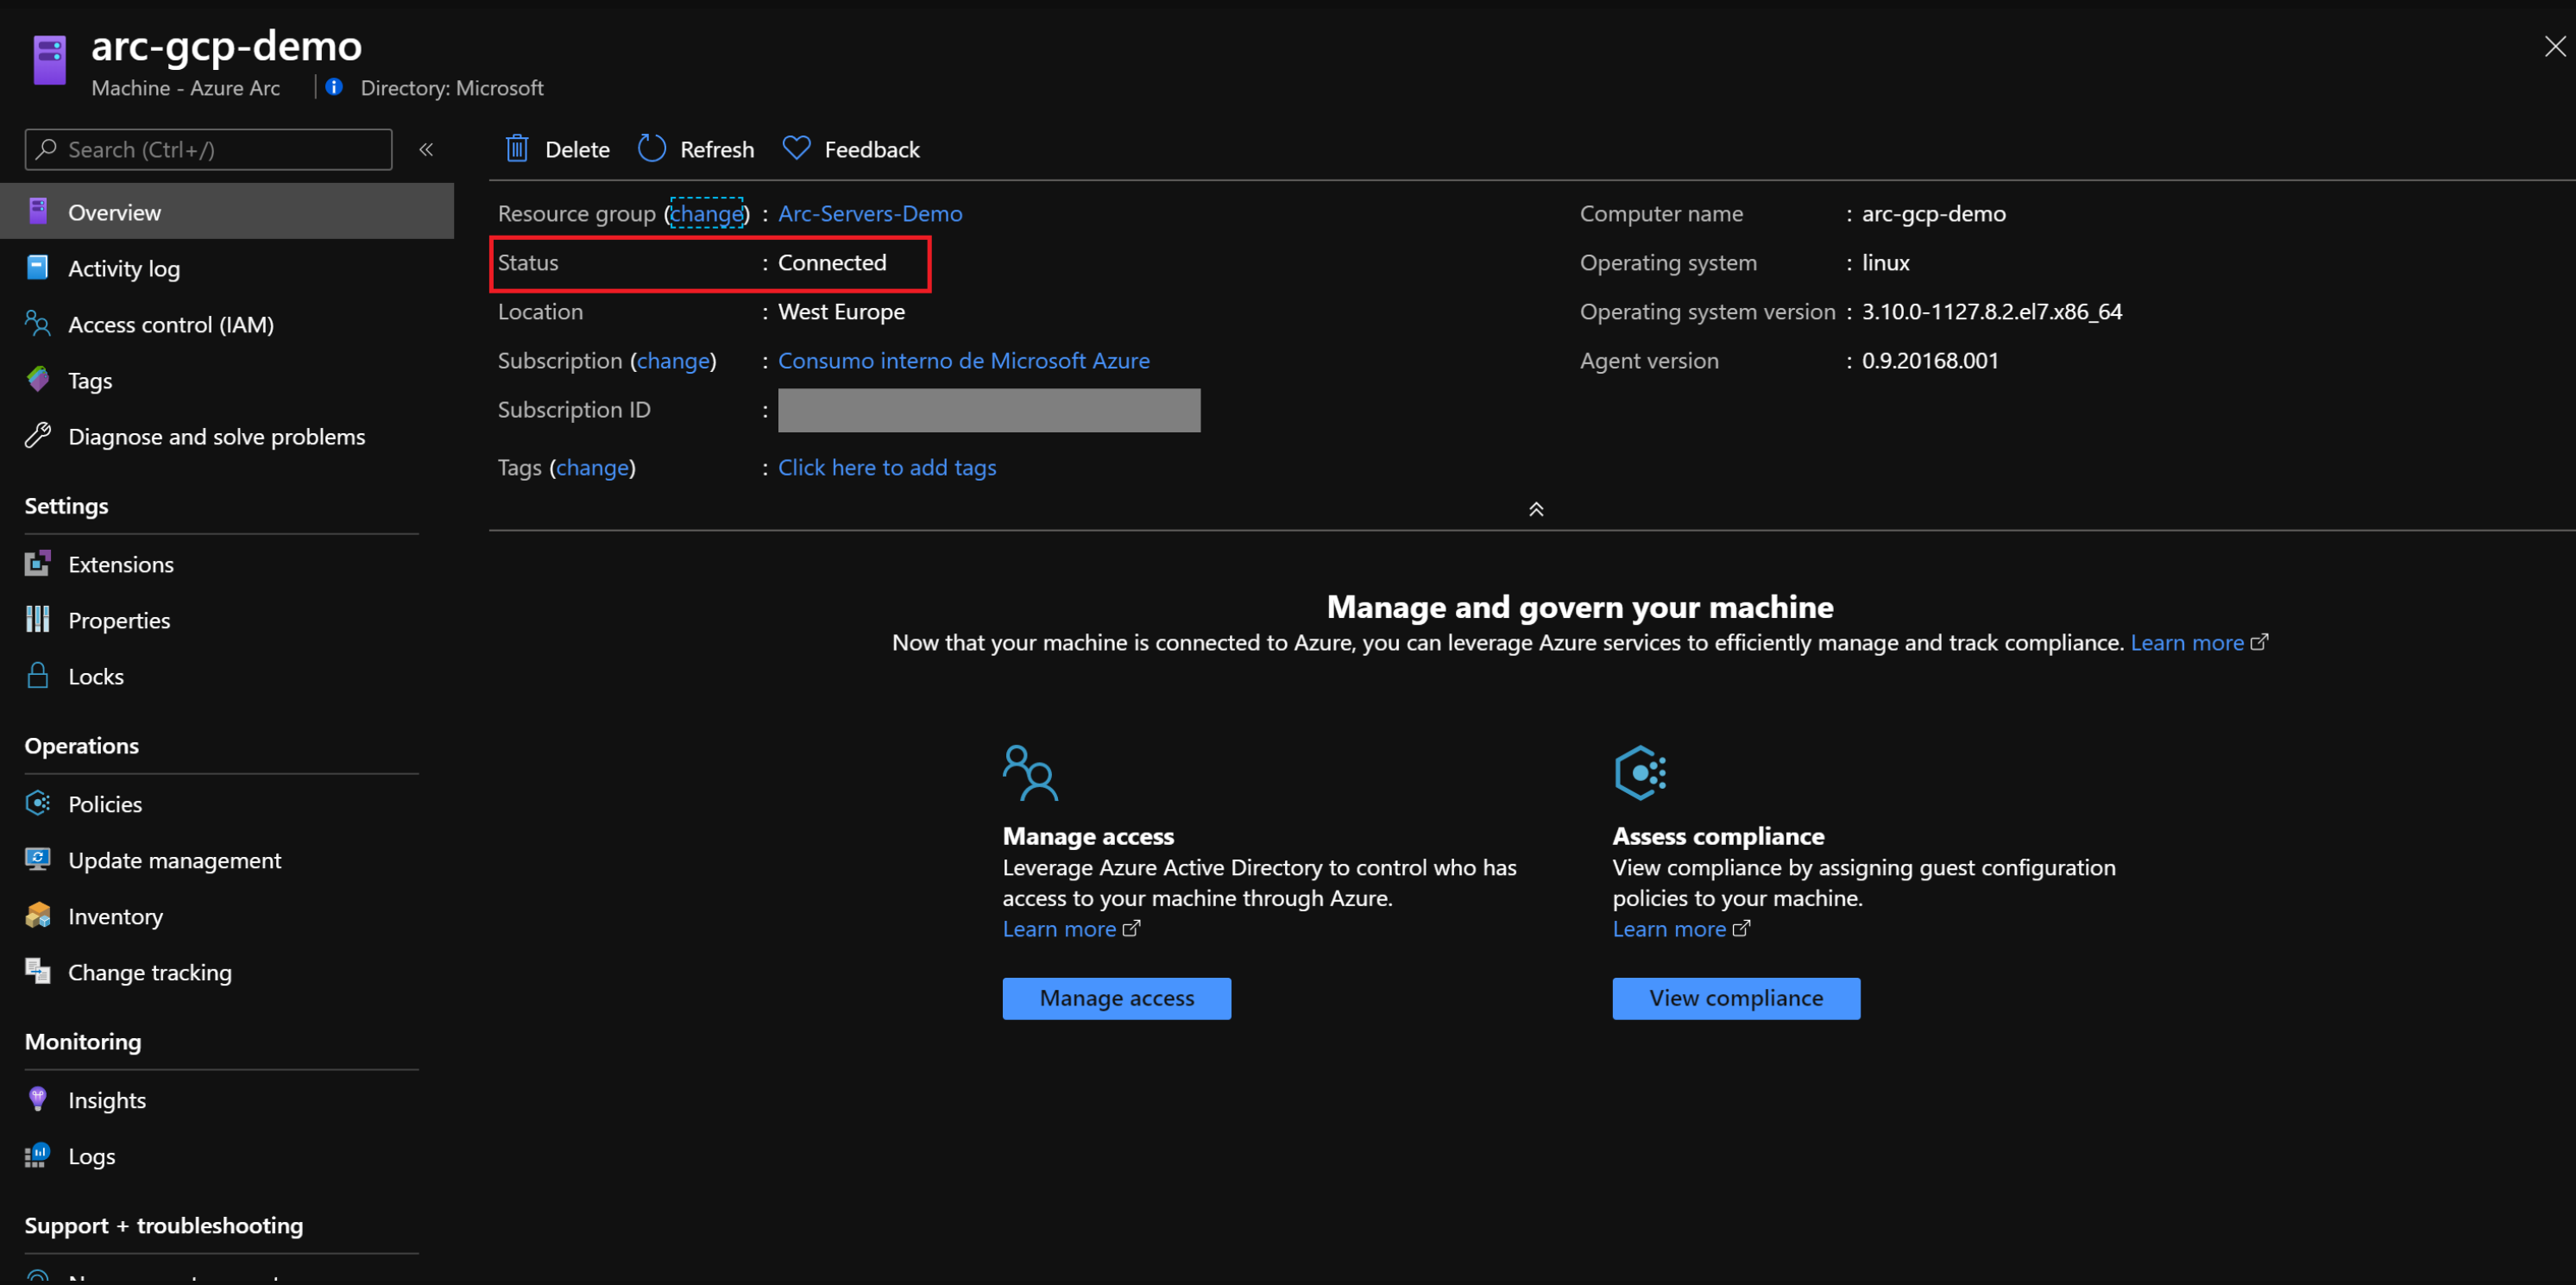 arc-gcp-demo
Machine - Azure Arc
Directory: Microsoft
Search (Ctrl+/)
«
Overview
Activity log
Access control (IAM)
Tags
Diagnose and solve problems
Settings
Extensions
Properties
Locks
Operations
Policies
Update management
Inventory
Change tracking
Monitoring
Insights
Logs
Support + troubleshooting
Delete
Refresh
Feedback
Resource group (change) : Arc-Servers-Demo
Status : Connected
Location : West Europe
Subscription (change) : Consumo interno de Microsoft Azure
Subscription ID :
Tags (change) : Click here to add tags
Computer name : arc-gcp-demo
Operating system : linux
Operating system version : 3.10.0-1127.8.2.el7.x86_64
Agent version : 0.9.20168.001
Manage and govern your machine
Now that your machine is connected to Azure, you can leverage Azure services to efficiently manage and track compliance. Learn more
Manage access
Leverage Azure Active Directory to control who has
access to your machine through Azure.
Learn more
Manage access
Assess compliance
View compliance by assigning guest configuration
policies to your machine.
Learn more
View compliance